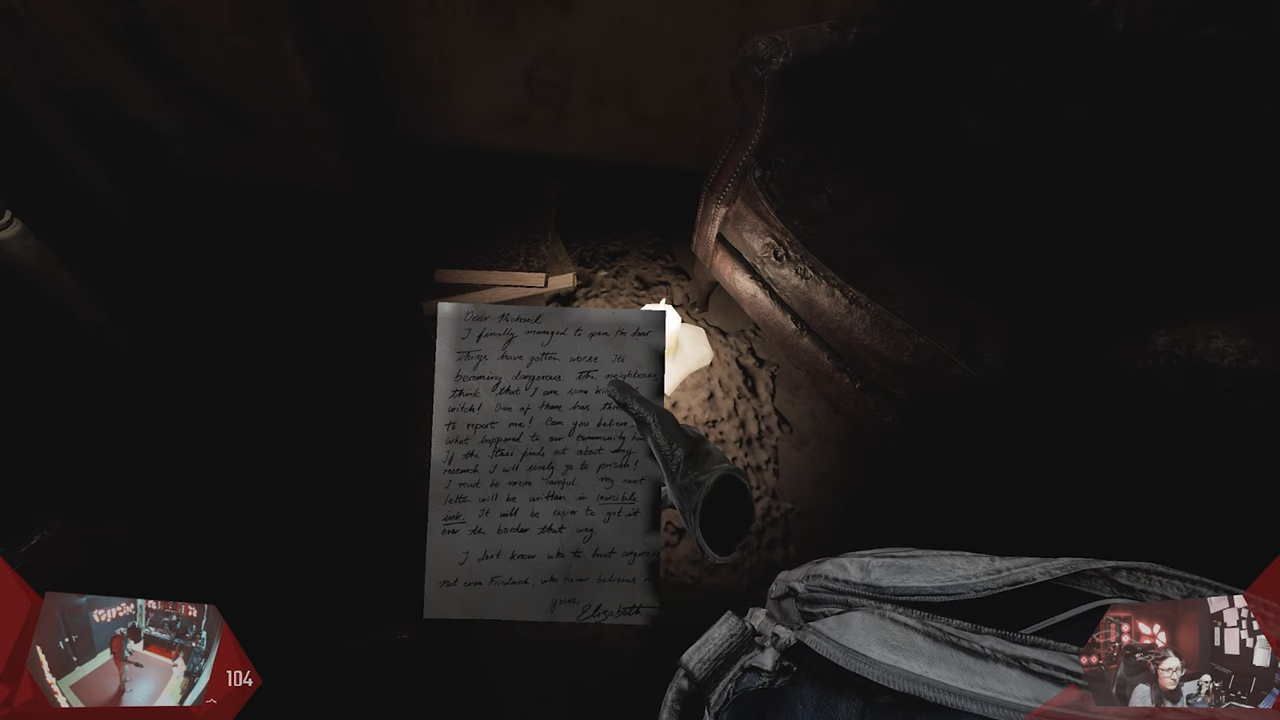 Dear Richard
I finally managed to open the door
Things have gotten worse. Its
becoming dangerous. The neighbours
think that I am some
witch! One of them has
to report me! Can you believe
what happened to our community
If the Stasi finds out about my
research I will surely go to prison!
I must be more careful. My next
letter will be written in invisible
ink. It will be easier to get it
over the border that way.
I dont know who to trust anymore
not even Friedrich, who never believes
yours,
Elizabeth
104